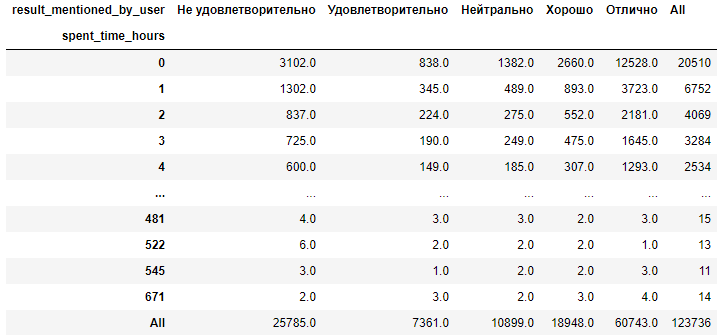 result_mentioned_by_user Не удовлетворительно Удовлетворительно Нейтрально Хорошо Отлично All
spent_time_hours
0 3102.0 838.0 1382.0 2660.0 12528.0 20510
1 1302.0 345.0 489.0 893.0 3723.0 6752
2 837.0 224.0 275.0 552.0 2181.0 4069
3 725.0 190.0 249.0 475.0 1645.0 3284
4 600.0 149.0 185.0 307.0 1293.0 2534
... ... ... ... ... ... ...
481 4.0 3.0 3.0 2.0 3.0 15
522 6.0 2.0 2.0 2.0 1.0 13
545 3.0 1.0 2.0 2.0 3.0 11
671 2.0 3.0 2.0 3.0 4.0 14
All 25785.0 7361.0 10899.0 18948.0 60743.0 123736